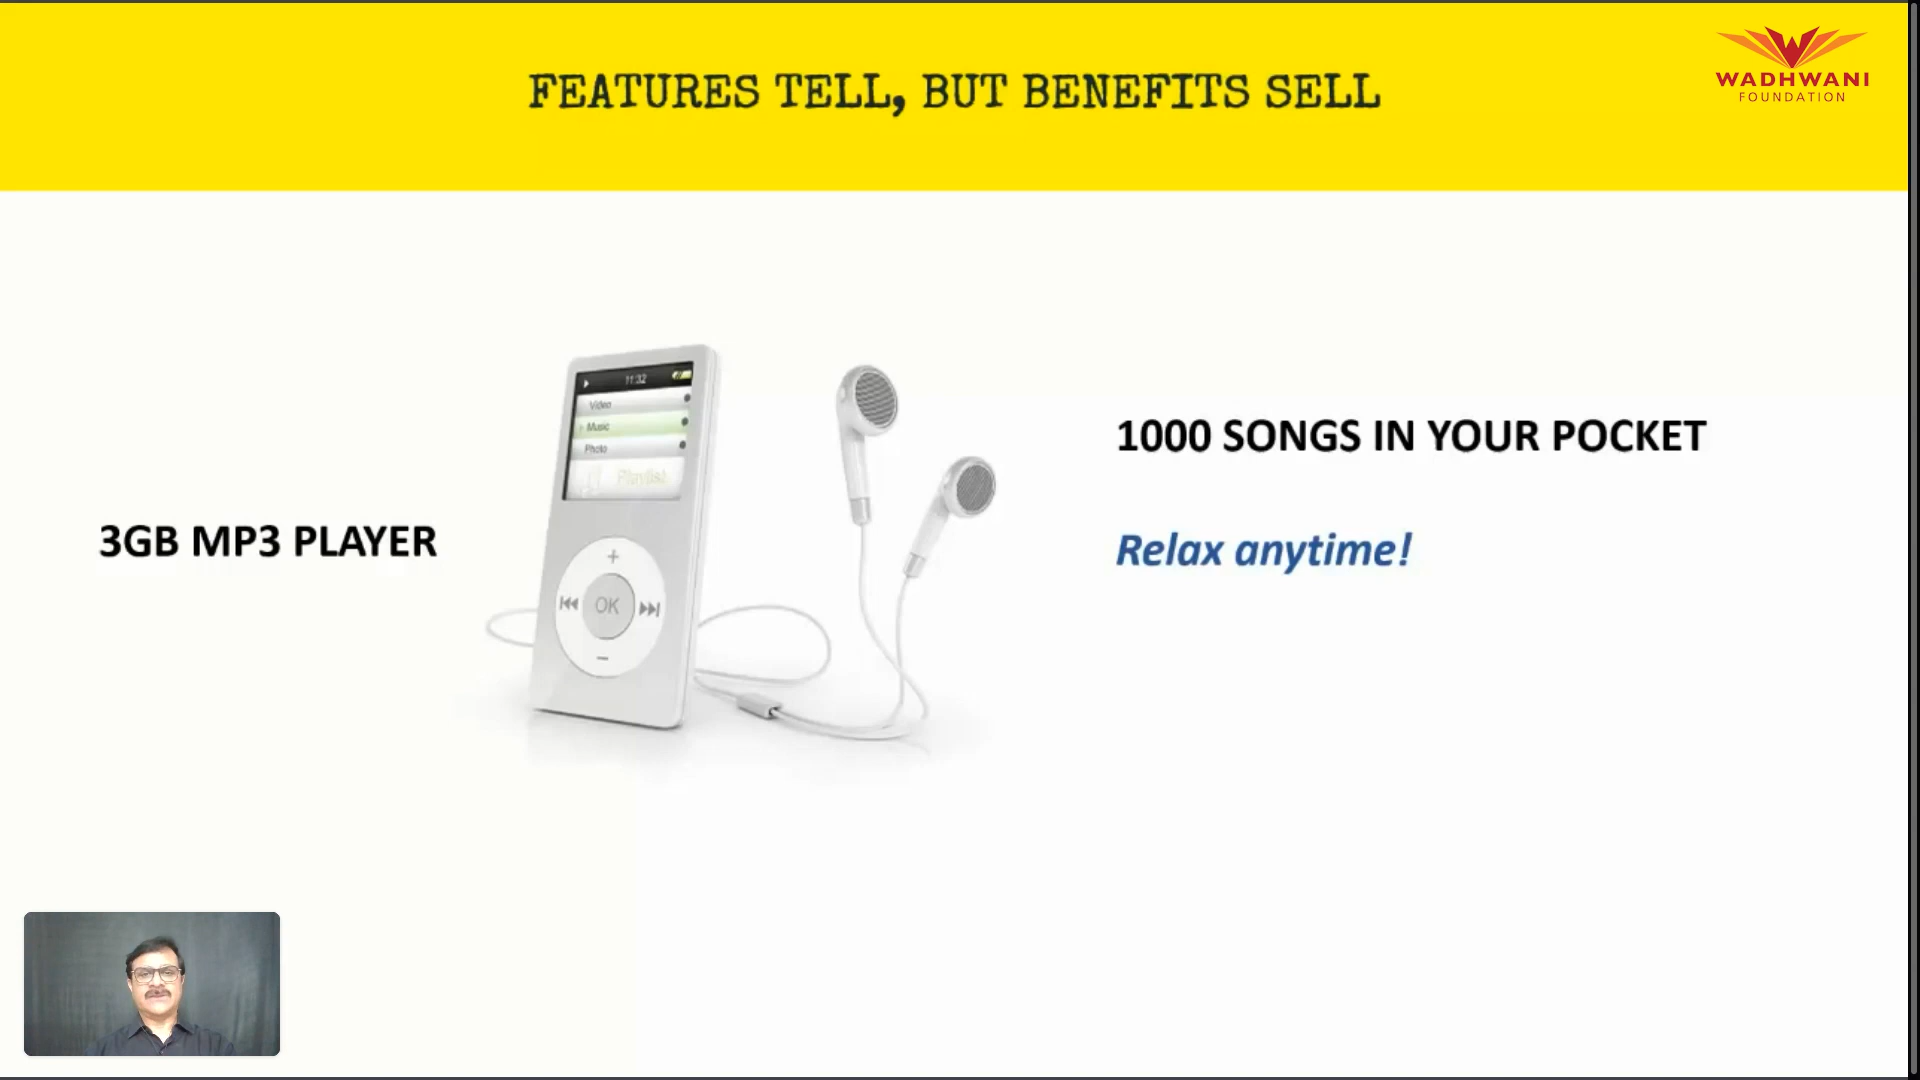 FEATURES TELL, BUT BENEFITS SELL
WADHWANI
FOUNDATION
3GB MP3 PLAYER
11:32
Video
Music
Photo
Playlist
+
OK
1000 SONGS IN YOUR POCKET
Relax anytime!